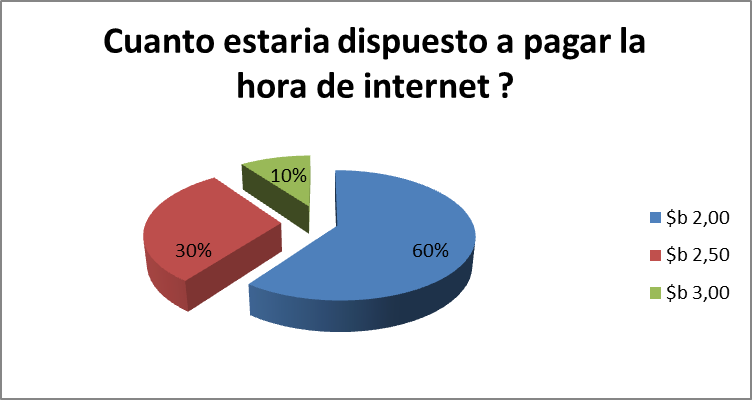 Cuanto estaria dispuesto a pagar la
hora de internet ?
10%
30%
60%
$b 2,00
$b 2,50
$b 3,00